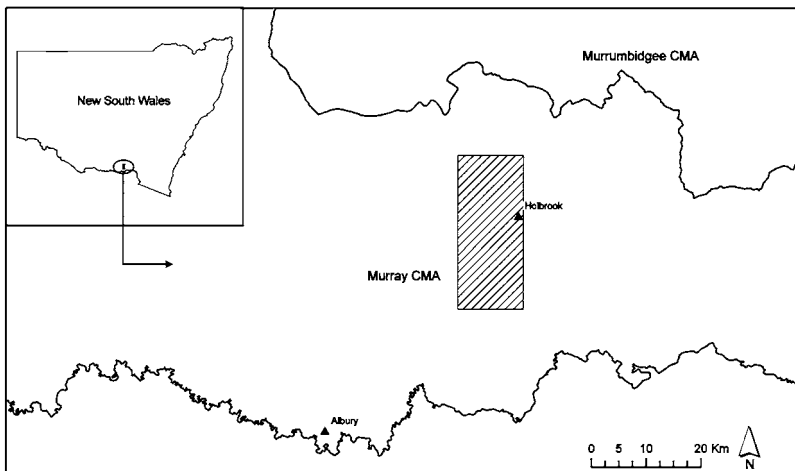 Murrumbidgee CMA
New South Wales
Holbrook
Murray CMA
Albury
0 5 10 20 Km
N